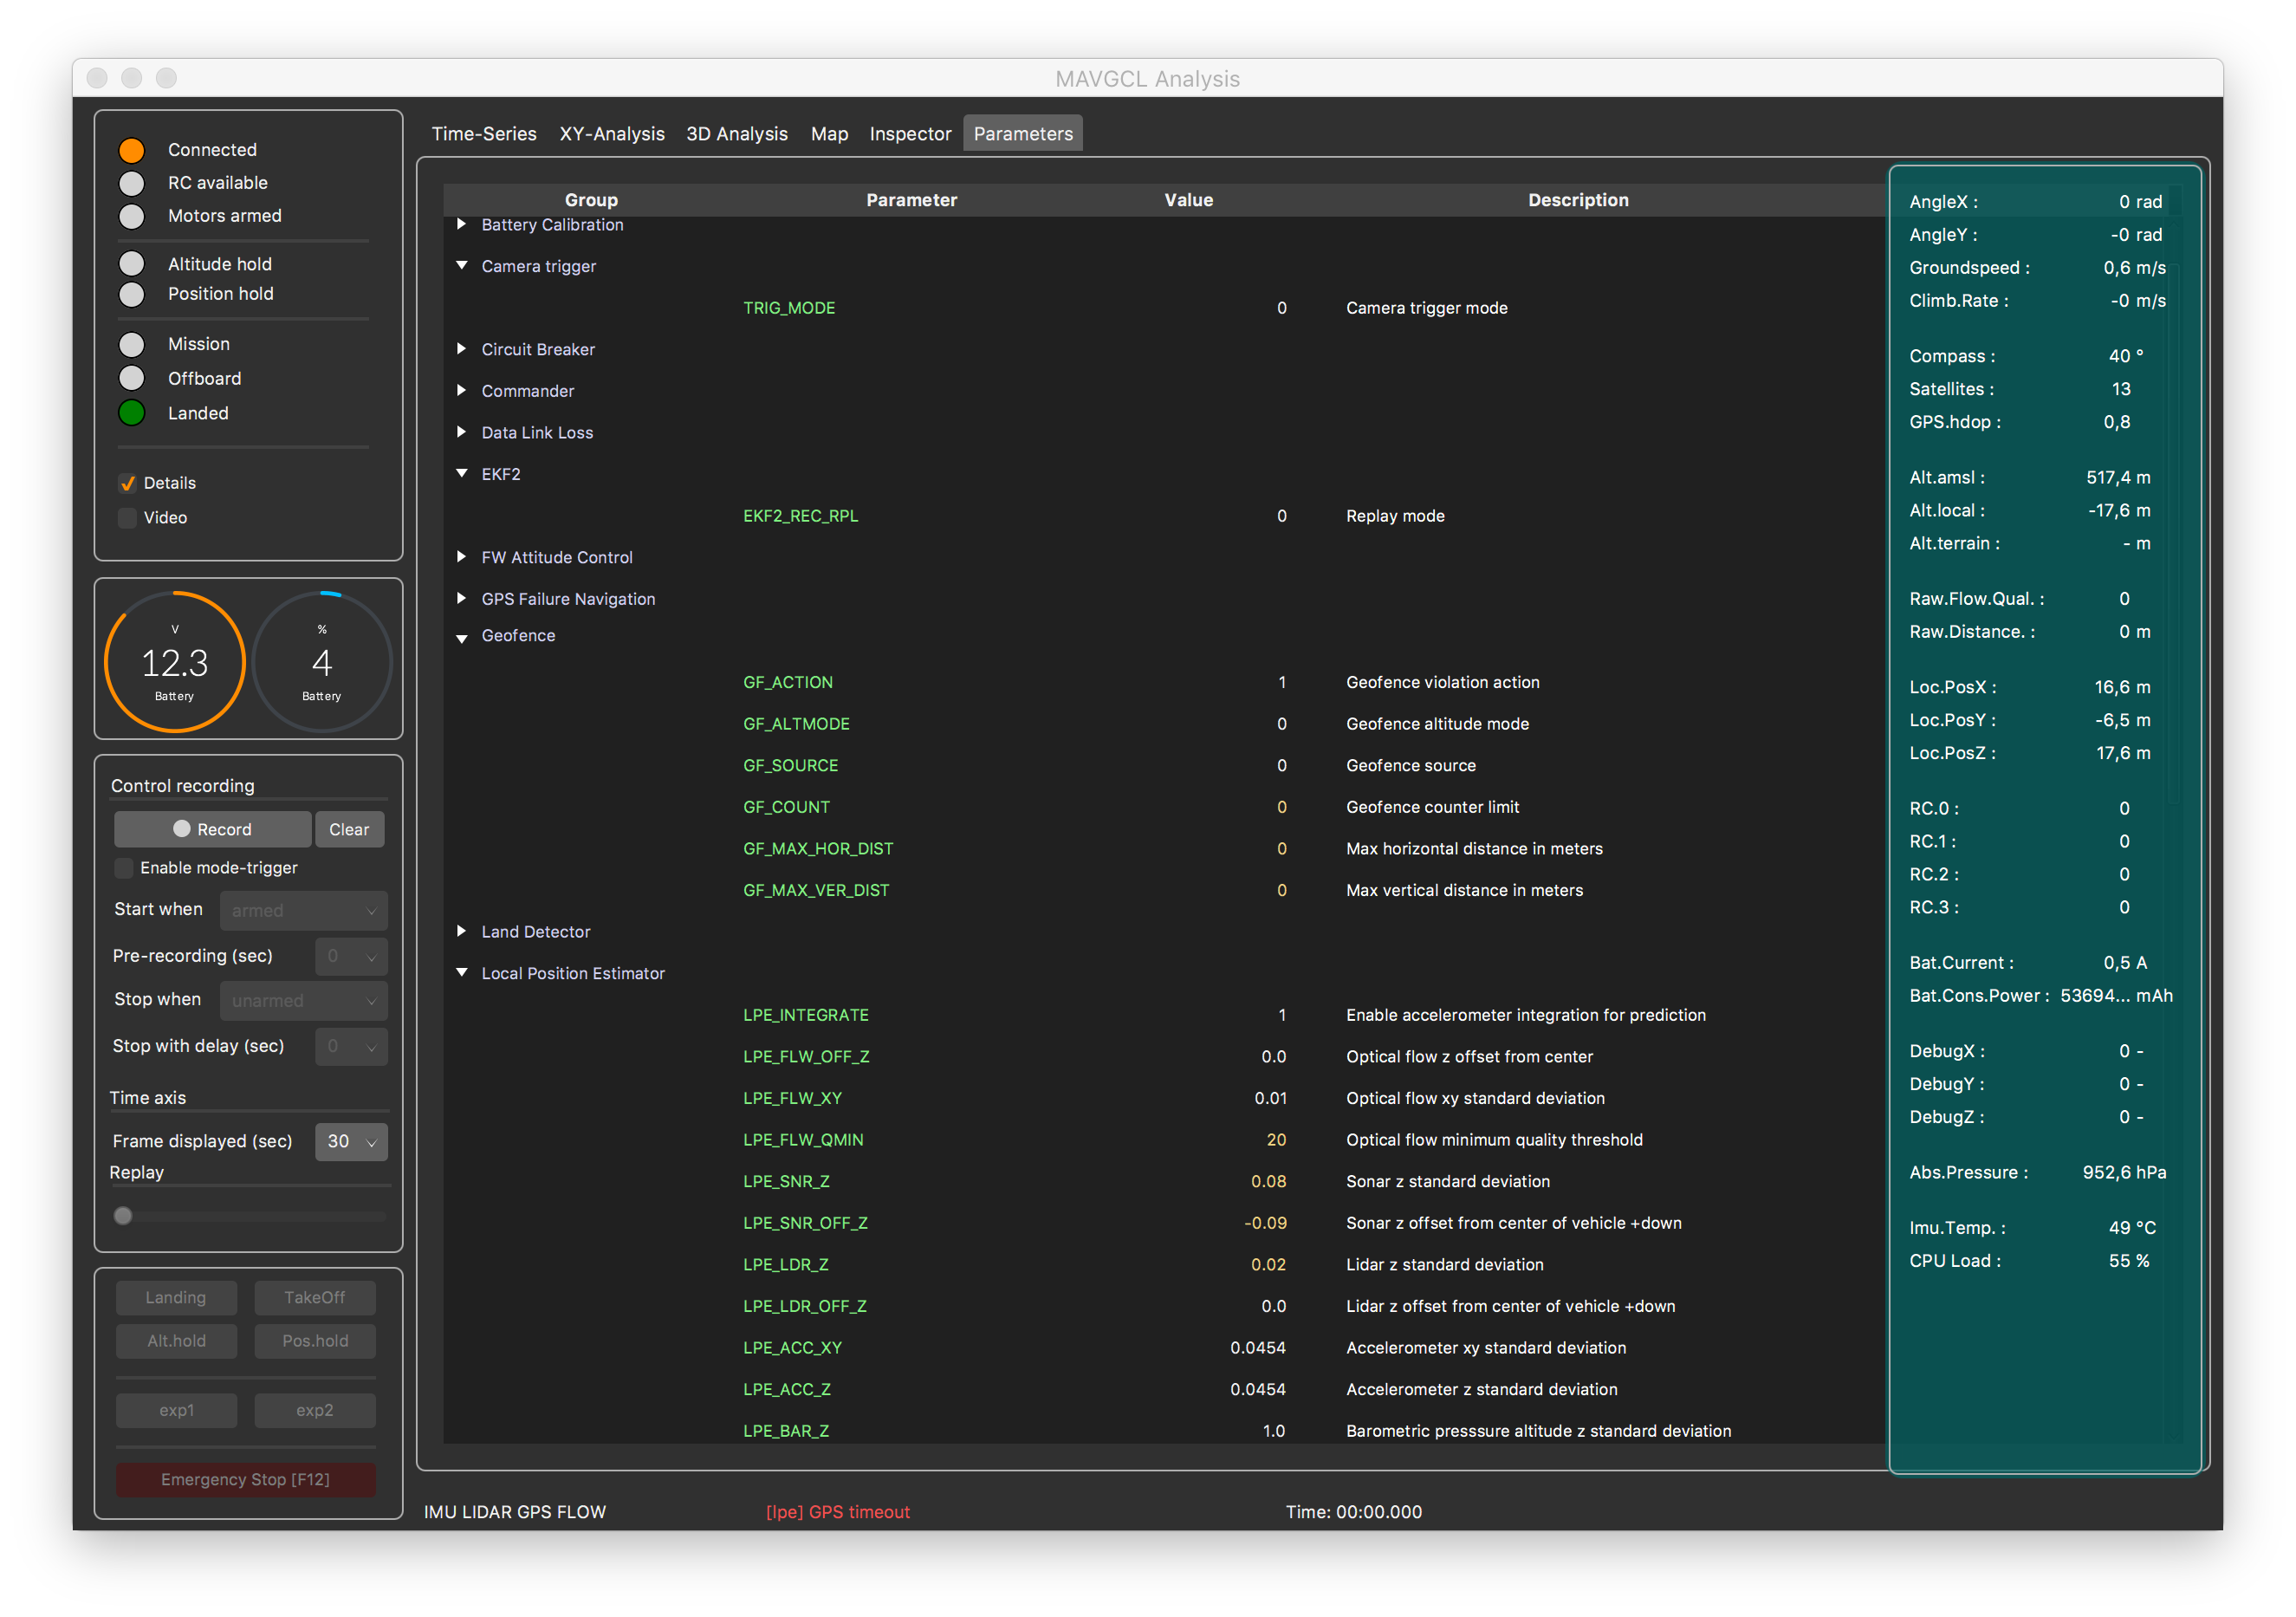 MAVGCL Analysis
Connected
RC available
Motors armed
Altitude hold
Position hold
Mission
Offboard
Landed
Details
Video
V
12.3
Battery
%
4
Battery
Control recording
Record Clear
Enable mode-trigger
Start when armed
Pre-recording (sec) 0
Stop when unarmed
Stop with delay (sec) 0
Time axis
Frame displayed (sec) 30
Replay
Landing TakeOff
Alt.hold Pos.hold
exp1 exp2
Emergency Stop [F12]
Time-Series XY-Analysis 3D Analysis Map Inspector Parameters
Group Parameter Value Description
Battery Calibration
Camera trigger
TRIG_MODE 0 Camera trigger mode
Circuit Breaker
Commander
Data Link Loss
EKF2
EKF2_REC_RPL 0 Replay mode
FW Attitude Control
GPS Failure Navigation
Geofence
GF_ACTION 1 Geofence violation action
GF_ALTMODE 0 Geofence altitude mode
GF_SOURCE 0 Geofence source
GF_COUNT 0 Geofence counter limit
GF_MAX_HOR_DIST 0 Max horizontal distance in meters
GF_MAX_VER_DIST 0 Max vertical distance in meters
Land Detector
Local Position Estimator
LPE_INTEGRATE 1 Enable accelerometer integration for prediction
LPE_FLW_OFF_Z 0.0 Optical flow z offset from center
LPE_FLW_XY 0.01 Optical flow xy standard deviation
LPE_FLW_QMIN 20 Optical flow minimum quality threshold
LPE_SNR_Z 0.08 Sonar z standard deviation
LPE_SNR_OFF_Z -0.09 Sonar z offset from center of vehicle +down
LPE_LDR_Z 0.02 Lidar z standard deviation
LPE_LDR_OFF_Z 0.0 Lidar z offset from center of vehicle +down
LPE_ACC_XY 0.0454 Accelerometer xy standard deviation
LPE_ACC_Z 0.0454 Accelerometer z standard deviation
LPE_BAR_Z 1.0 Barometric presssure altitude z standard deviation
AngleX : 0 rad
AngleY : -0 rad
Groundspeed : 0,6 m/s
Climb.Rate : -0 m/s
Compass : 40 °
Satellites : 13
GPS.hdop : 0,8
Alt.amsl : 517,4 m
Alt.local : -17,6 m
Alt.terrain : - m
Raw.Flow.Qual. : 0
Raw.Distance. : 0 m
Loc.PosX : 16,6 m
Loc.PosY : -6,5 m
Loc.PosZ : 17,6 m
RC.0 : 0
RC.1 : 0
RC.2 : 0
RC.3 : 0
Bat.Current : 0,5 A
Bat.Cons.Power : 53694... mAh
DebugX : 0 -
DebugY : 0 -
DebugZ : 0 -
Abs.Pressure : 952,6 hPa
Imu.Temp. : 49 °C
CPU Load : 55 %
IMU LIDAR GPS FLOW [lpe] GPS timeout Time: 00:00.000